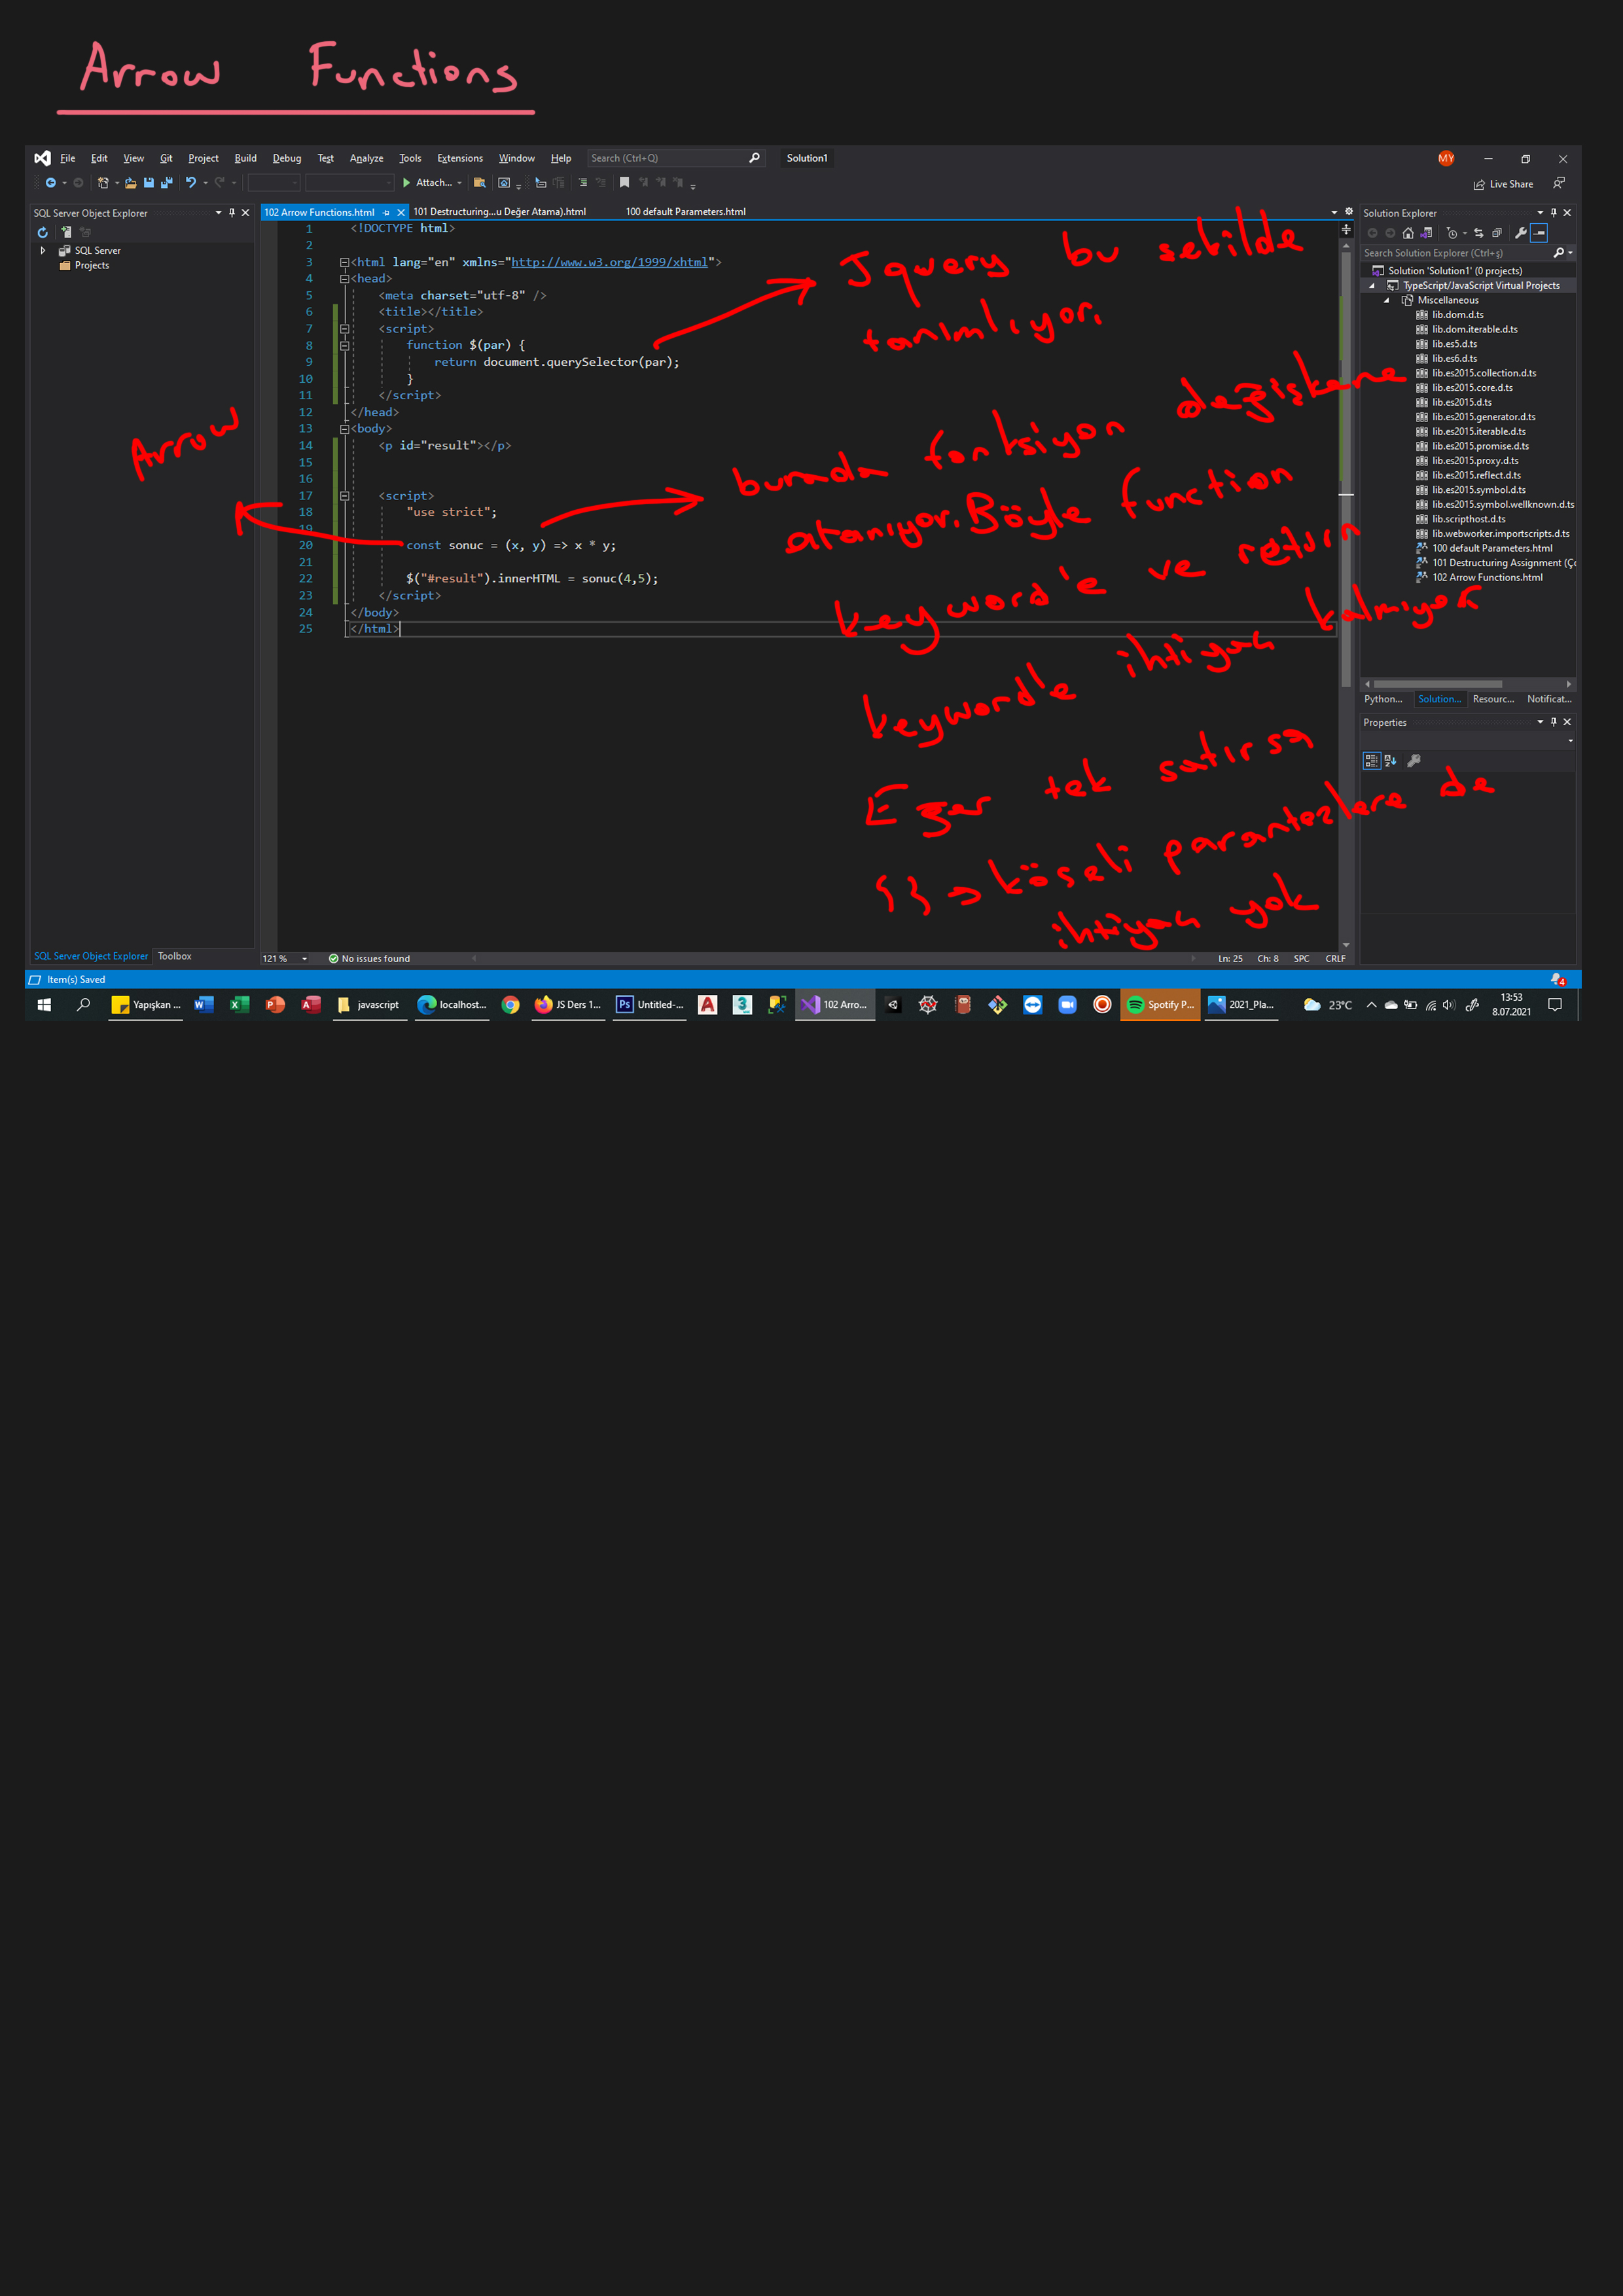 Arrow Functions
File Edit View Git Project Build Debug Test Analyze Tools Extensions Window Help Search (Ctrl+Q) Solution1 MY
Attach... Live Share
SQL Server Object Explorer
SQL Server
Projects
102 Arrow Functions.html 101 Destructuring...u Değer Atama).html 100 default Parameters.html
1 <!DOCTYPE html>
2
3 <html lang="en" xmlns="http://www.w3.org/1999/xhtml">
4 <head>
5 <meta charset="utf-8" />
6 <title></title>
7 <script>
8 function $(par) {
9 return document.querySelector(par);
10 }
11 </script>
12 </head>
13 <body>
14 <p id="result"></p>
15
16
17 <script>
18 "use strict";
19
20 const sonuc = (x, y) => x * y;
21
22 $("#result").innerHTML = sonuc(4,5);
23 </script>
24 </body>
25 </html>
Arrow
Jquery bu sekilde
tanımlıyor.
burada fonksiyon değişkene
atanıyor. Böyle function
keyword'e ve return
keyword'e ihtiyaç kalmıyor
Eğer tek satırsa
{ } => köşeli parantezlere de
ihtiyaç yok
Solution Explorer
Search Solution Explorer (Ctrl+ş)
Solution 'Solution1' (0 projects)
TypeScript/JavaScript Virtual Projects
Miscellaneous
lib.dom.d.ts
lib.dom.iterable.d.ts
lib.es5.d.ts
lib.es6.d.ts
lib.es2015.collection.d.ts
lib.es2015.core.d.ts
lib.es2015.d.ts
lib.es2015.generator.d.ts
lib.es2015.iterable.d.ts
lib.es2015.promise.d.ts
lib.es2015.proxy.d.ts
lib.es2015.reflect.d.ts
lib.es2015.symbol.d.ts
lib.es2015.symbol.wellknown.d.ts
lib.scripthost.d.ts
lib.webworker.importscripts.d.ts
100 default Parameters.html
101 Destructuring Assignment (Ço
102 Arrow Functions.html
Python... Solution... Resourc... Notificat...
Properties
SQL Server Object Explorer Toolbox
121 % No issues found Ln: 25 Ch: 8 SPC CRLF
Item(s) Saved 4
Yapışkan ... javascript localhost... JS Ders 1... Untitled-... 102 Arro... Spotify P... 2021_Pla... 23°C 13:53
8.07.2021